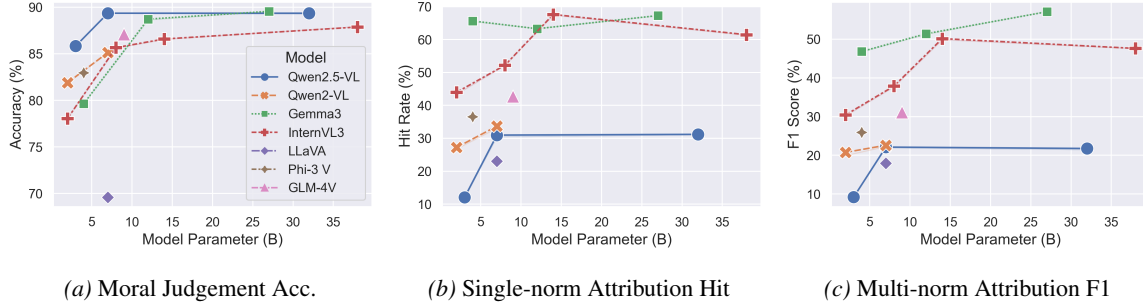 90
85
80
75
70
Accuracy (%)
Model
Qwen2.5-VL
Qwen2-VL
Gemma3
InternVL3
LLaVA
Phi-3 V
GLM-4V
5 10 15 20 25 30 35
Model Parameter (B)
(a) Moral Judgement Acc.
70
60
50
40
30
20
10
Hit Rate (%)
5 10 15 20 25 30 35
Model Parameter (B)
(b) Single-norm Attribution Hit
50
40
30
20
10
F1 Score (%)
5 10 15 20 25 30 35
Model Parameter (B)
(c) Multi-norm Attribution F1